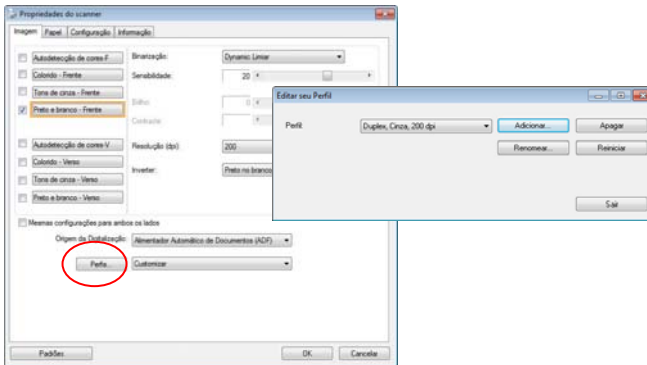 Propriedades do scanner
Imagem Papel Configuração Informação
Autodetecção de cores-F
Colorido - Frente
Tons de cinza - Frente
Preto e branco - Frente
Autodetecção de cores-V
Colorido - Verso
Tons de cinza - Verso
Preto e branco - Verso
Binarização: Dynamic Limiar
Sensibilidade: 20
Brilho: 0
Contraste:
Resolução (dpi): 200
Inverter: Preto no branco
Mesmas configurações para ambos os lados
Origem da Digitalização: Alimentador Automático de Documentos (ADF)
Perfis... Customizar
Padrões OK Cancelar
Editar seu Perfil
Perfil: Duplex, Cinza, 200 dpi Adicionar... Apagar
Renomear... Reiniciar
Sair